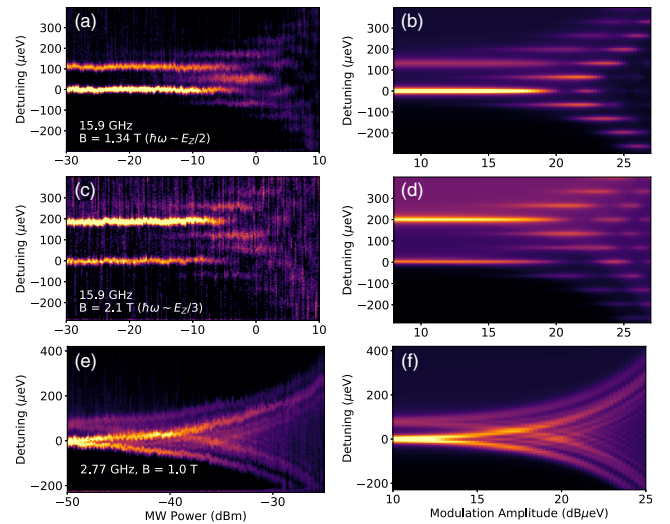 (a)
(b)
Detuning (μeV)
300
200
100
0
−100
−200
15.9 GHz
B = 1.34 T (ℏω ~ E_Z/2)
−30 −20 −10 0 10
Detuning (μeV)
300
200
100
0
−100
−200
10 15 20 25
(c)
(d)
Detuning (μeV)
300
200
100
0
−100
−200
15.9 GHz
B = 2.1 T (ℏω ~ E_Z/3)
−30 −20 −10 0 10
Detuning (μeV)
300
200
100
0
−100
−200
10 15 20 25
(e)
(f)
Detuning (μeV)
400
200
0
−200
2.77 GHz, B = 1.0 T
−50 −40 −30
MW Power (dBm)
Detuning (μeV)
400
200
0
−200
10 15 20 25
Modulation Amplitude (dBμeV)